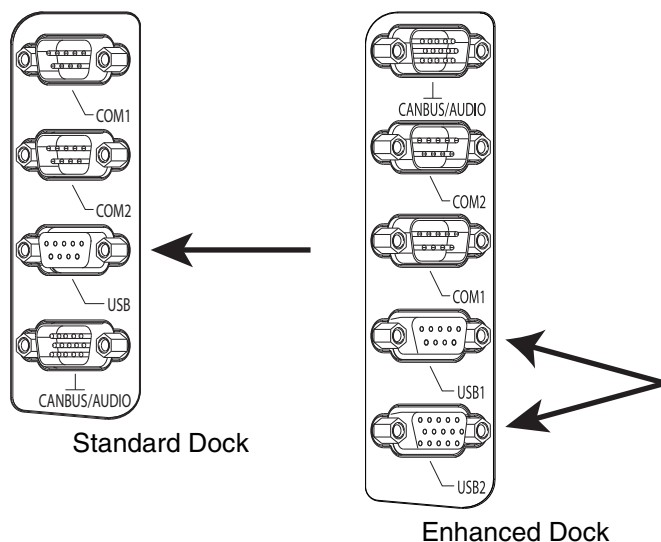 COM1
COM2
USB
CANBUS/AUDIO
Standard Dock
CANBUS/AUDIO
COM2
COM1
USB1
USB2
Enhanced Dock